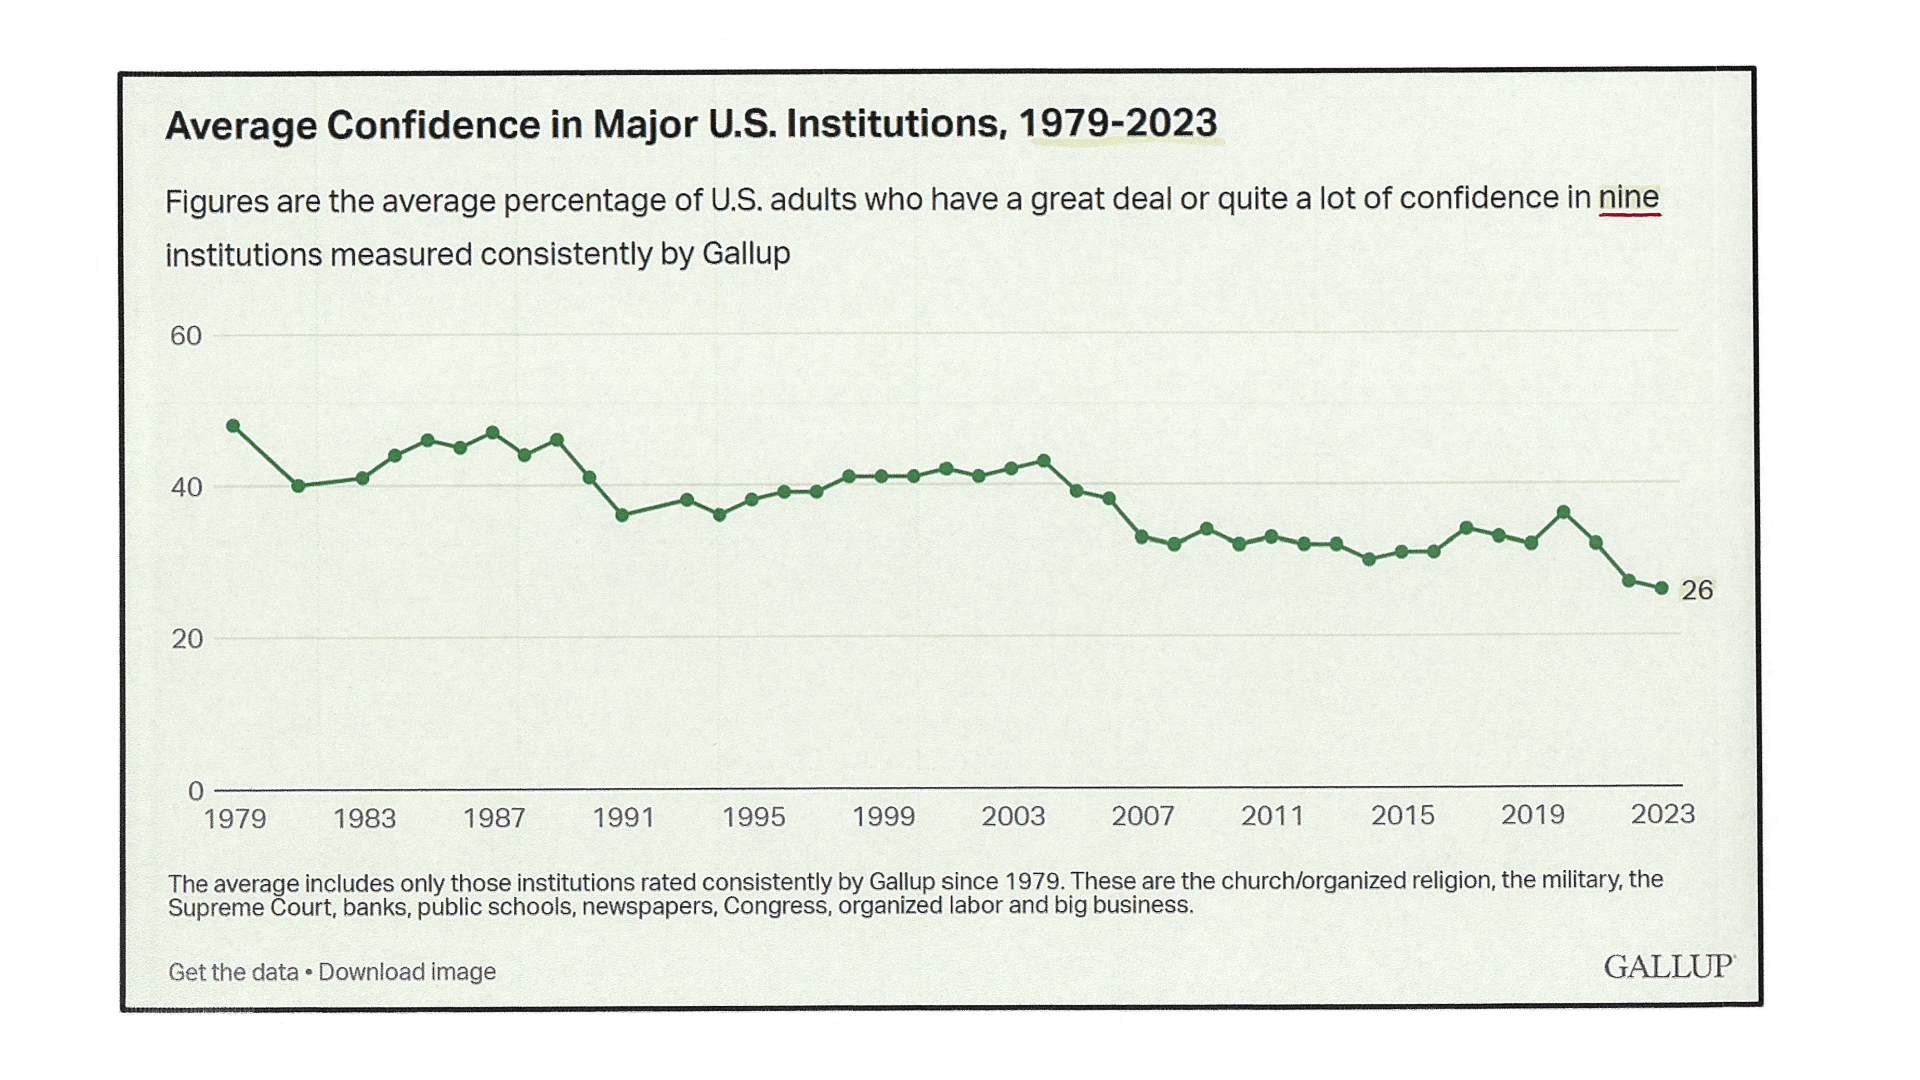 Average Confidence in Major U.S. Institutions, 1979-2023
Figures are the average percentage of U.S. adults who have a great deal or quite a lot of confidence in nine
institutions measured consistently by Gallup
60
40
20
0
26
1979 1983 1987 1991 1995 1999 2003 2007 2011 2015 2019 2023
The average includes only those institutions rated consistently by Gallup since 1979. These are the church/organized religion, the military, the
Supreme Court, banks, public schools, newspapers, Congress, organized labor and big business.
Get the data • Download image
GALLUP